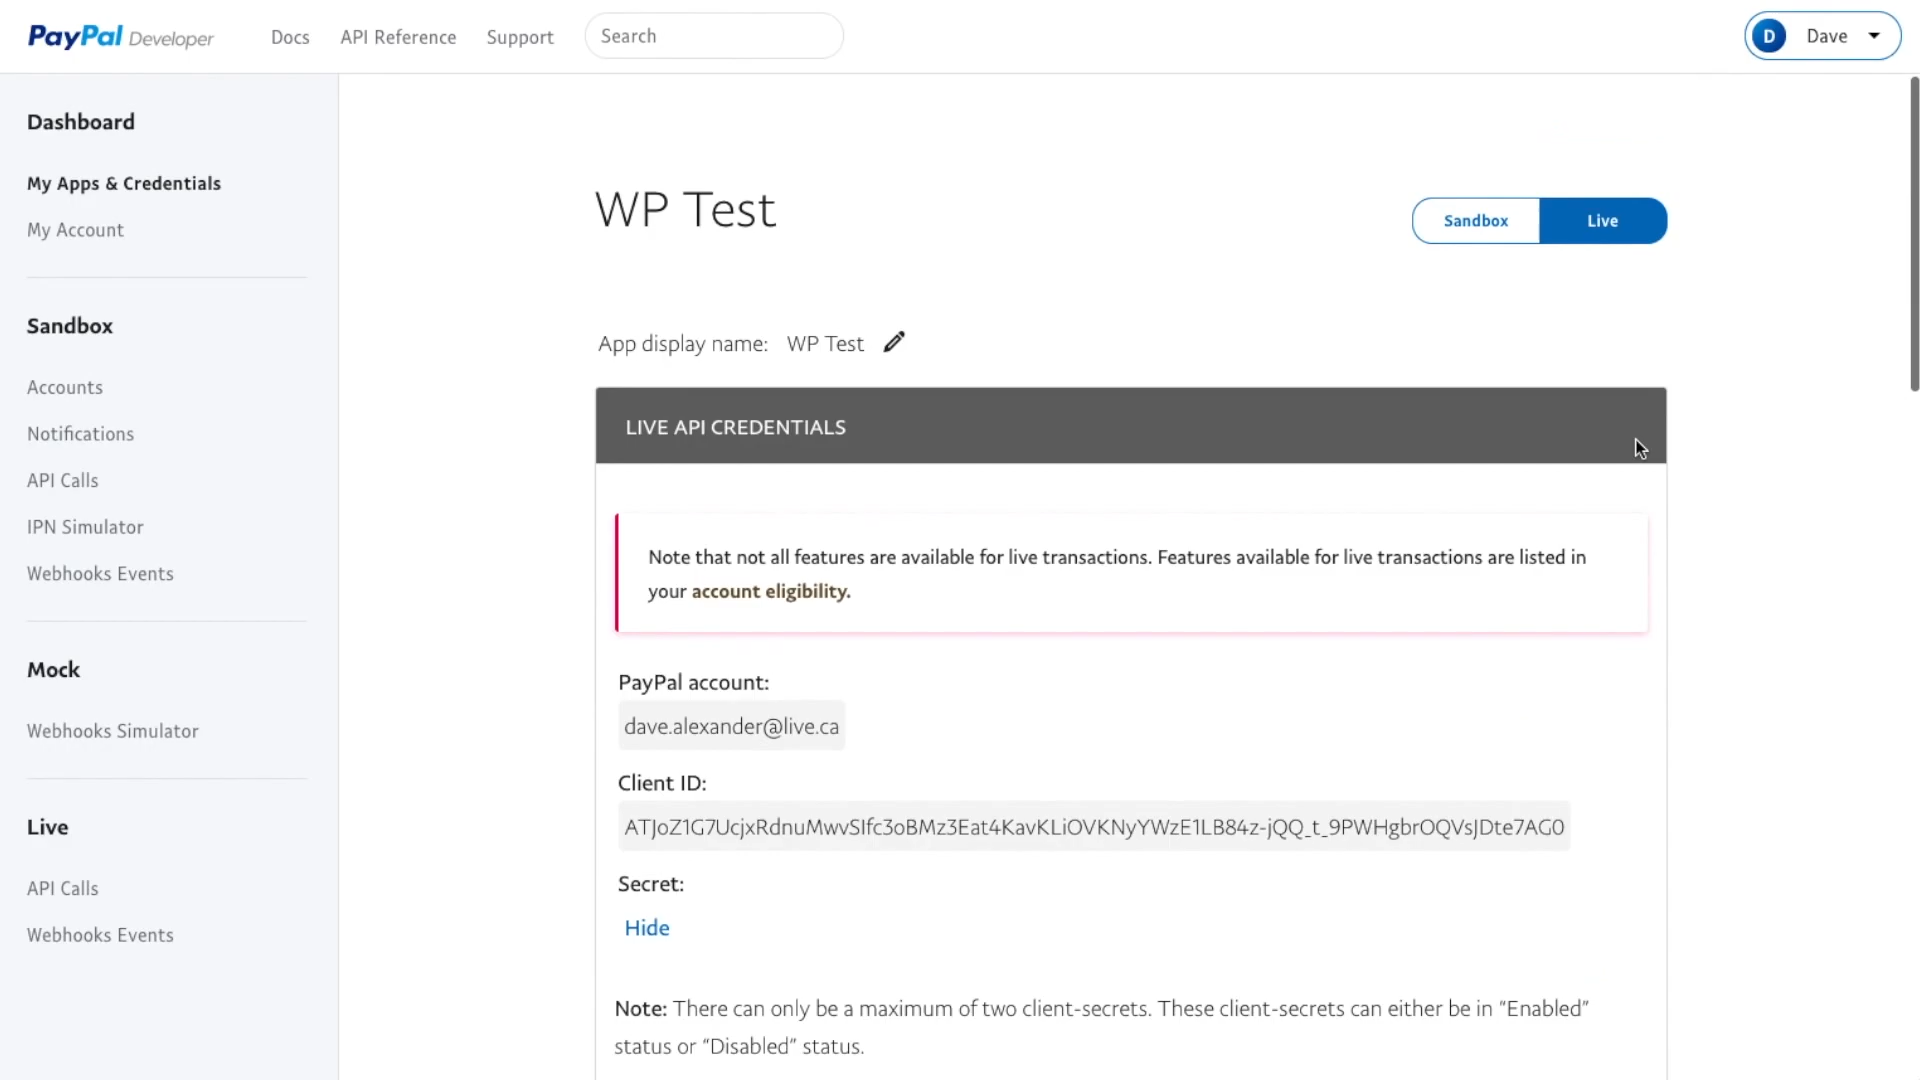 PayPal Developer
Docs
API Reference
Support
Search
D
Dave
Dashboard
My Apps & Credentials
My Account
Sandbox
Accounts
Notifications
API Calls
IPN Simulator
Webhooks Events
Mock
Webhooks Simulator
Live
API Calls
Webhooks Events
WP Test
Sandbox
Live
App display name: WP Test
LIVE API CREDENTIALS
Note that not all features are available for live transactions. Features available for live transactions are listed in
your account eligibility.
PayPal account:
dave.alexander@live.ca
Client ID:
ATJoZ1G7UcjxRdnuMwvSIfc3oBMz3Eat4KavKLiOVKNyYWzE1LB84z-jQQ_t_9PWHgbrOQVsJDte7AG0
Secret:
Hide
Note: There can only be a maximum of two client-secrets. These client-secrets can either be in “Enabled”
status or “Disabled” status.